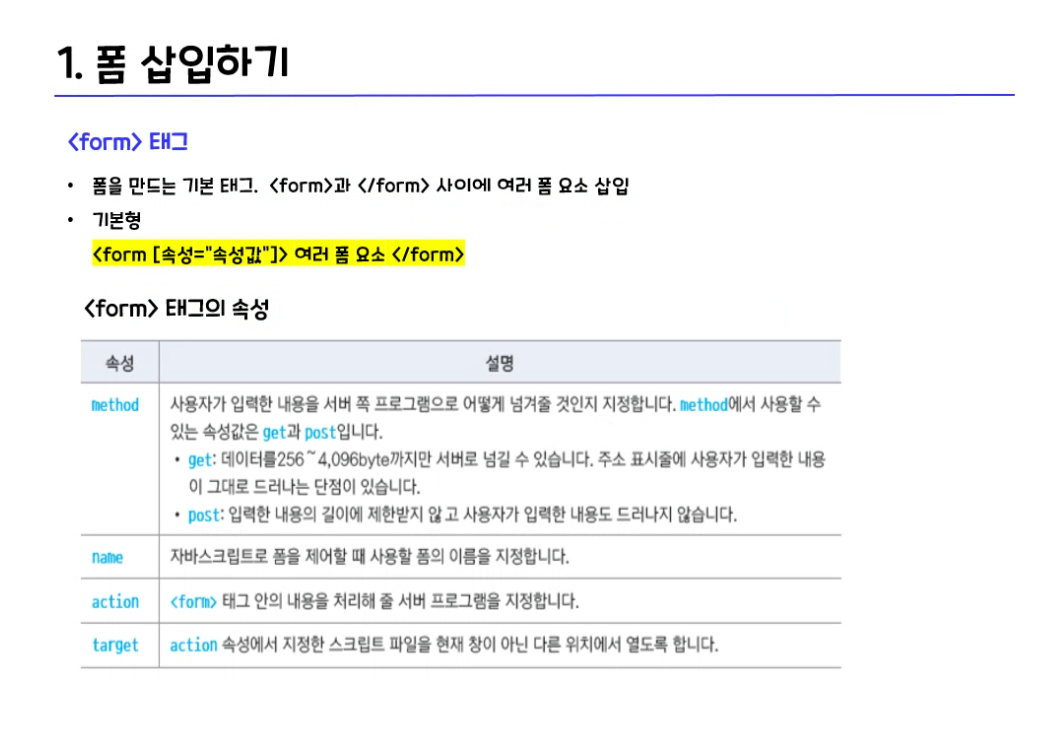 1. 폼 삽입하기
<form> 태그
• 폼을 만드는 기본 태그. <form>과 </form> 사이에 여러 폼 요소 삽입
• 기본형
<form [속성="속성값"]> 여러 폼 요소 </form>
<form> 태그의 속성
속성 설명
method 사용자가 입력한 내용을 서버 쪽 프로그램으로 어떻게 넘겨줄 것인지 지정합니다. method에서 사용할 수
있는 속성값은 get과 post입니다.
• get: 데이터를256~4,096byte까지만 서버로 넘길 수 있습니다. 주소 표시줄에 사용자가 입력한 내용
이 그대로 드러나는 단점이 있습니다.
• post: 입력한 내용의 길이에 제한받지 않고 사용자가 입력한 내용도 드러나지 않습니다.
name 자바스크립트로 폼을 제어할 때 사용할 폼의 이름을 지정합니다.
action <form> 태그 안의 내용을 처리해 줄 서버 프로그램을 지정합니다.
target action 속성에서 지정한 스크립트 파일을 현재 창이 아닌 다른 위치에서 열도록 합니다.